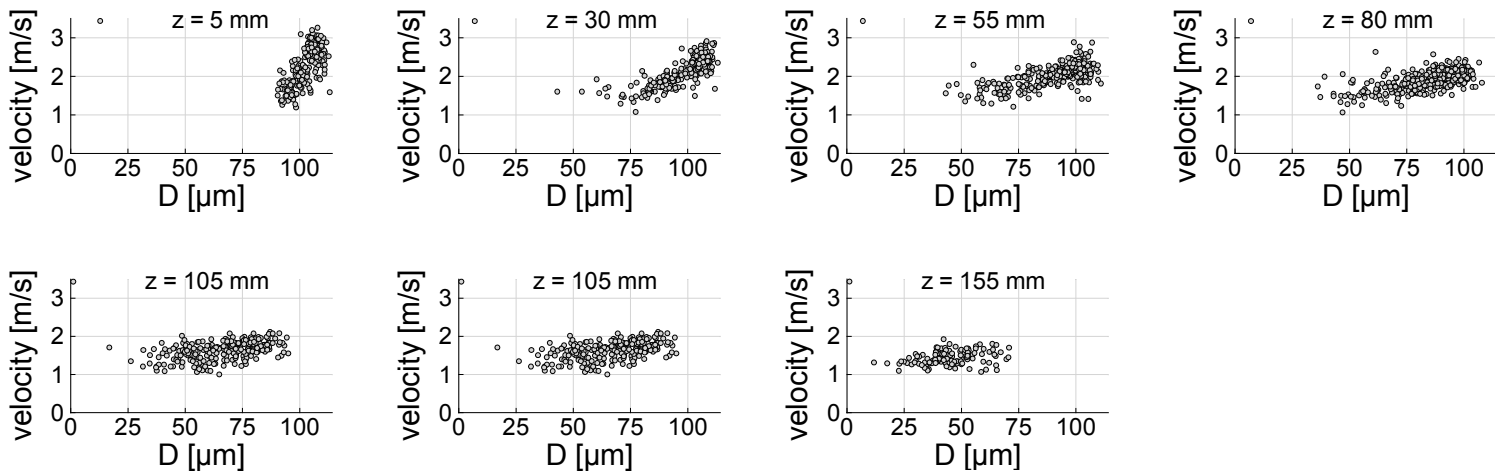 z = 5 mm
velocity [m/s]
3
2
1
0
0 25 50 75 100
D [µm]
z = 30 mm
velocity [m/s]
3
2
1
0
0 25 50 75 100
D [µm]
z = 55 mm
velocity [m/s]
3
2
1
0
0 25 50 75 100
D [µm]
z = 80 mm
velocity [m/s]
3
2
1
0
0 25 50 75 100
D [µm]
z = 105 mm
velocity [m/s]
3
2
1
0
0 25 50 75 100
D [µm]
z = 105 mm
velocity [m/s]
3
2
1
0
0 25 50 75 100
D [µm]
z = 155 mm
velocity [m/s]
3
2
1
0
0 25 50 75 100
D [µm]